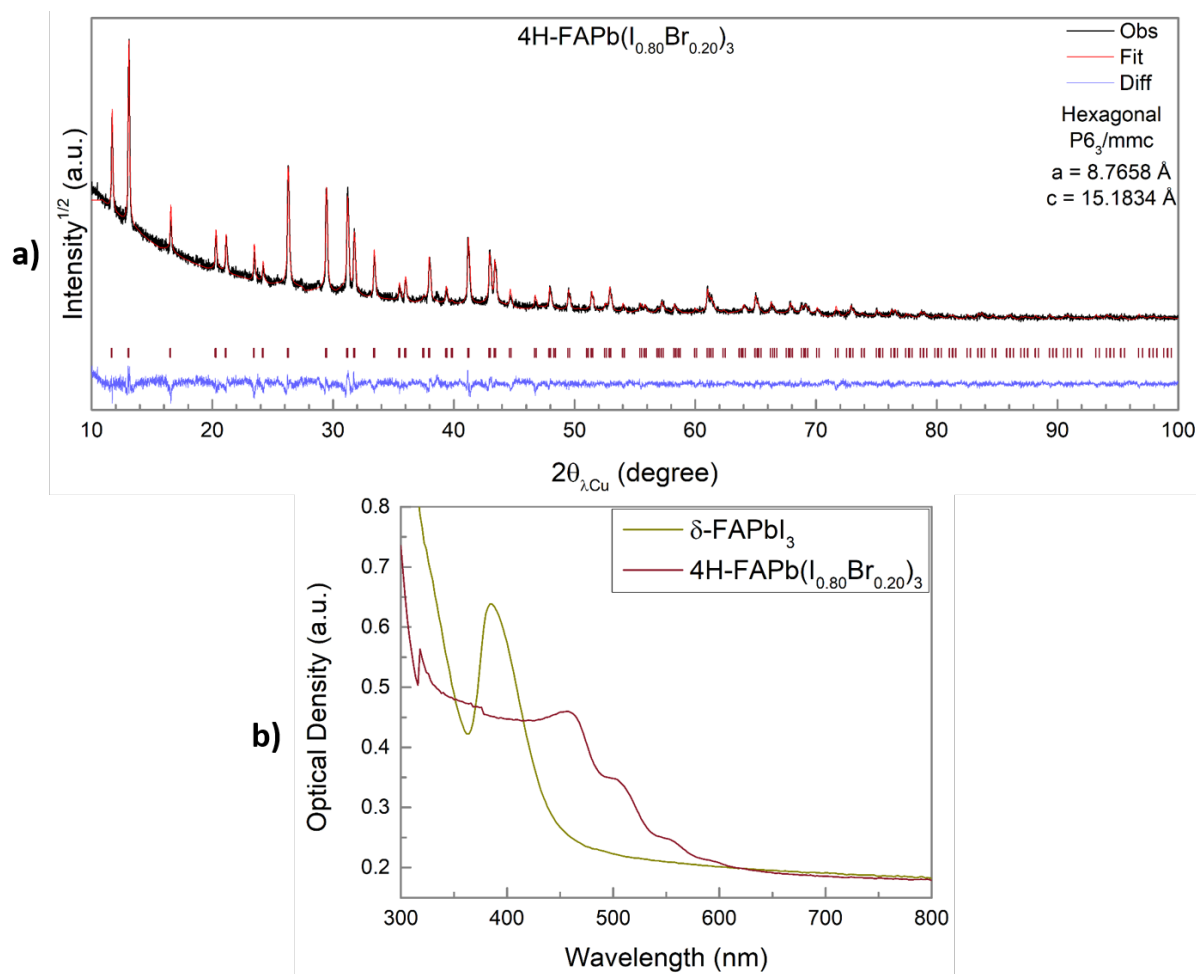 4H-FAPb(I₀.₈₀Br₀.₂₀)₃
Obs
Fit
Diff
Hexagonal
P6₃/mmc
a = 8.7658 Å
c = 15.1834 Å
a)
Intensity¹ᐟ² (a.u.)
10 20 30 40 50 60 70 80 90 100
2θλCu (degree)
b)
δ-FAPbI₃
4H-FAPb(I₀.₈₀Br₀.₂₀)₃
Optical Density (a.u.)
0.8
0.7
0.6
0.5
0.4
0.3
0.2
300 400 500 600 700 800
Wavelength (nm)